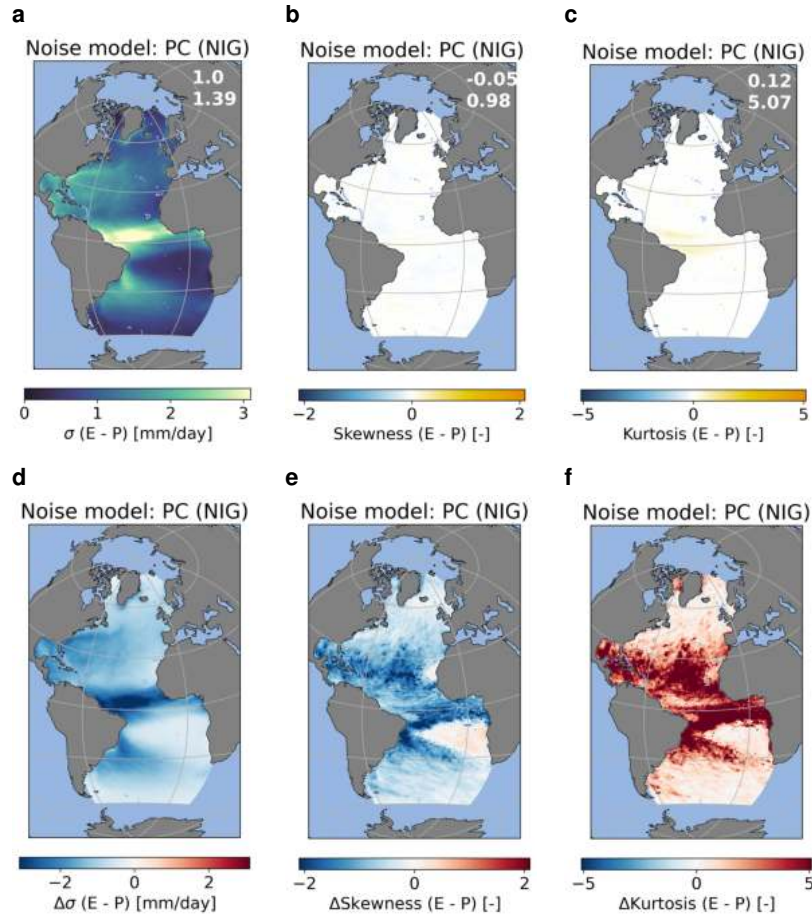 a
Noise model: PC (NIG)
1.0
1.39
0 1 2 3
σ (E - P) [mm/day]
b
Noise model: PC (NIG)
-0.05
0.98
−2 0 2
Skewness (E - P) [-]
c
Noise model: PC (NIG)
0.12
5.07
−5 0 5
Kurtosis (E - P) [-]
d
Noise model: PC (NIG)
−2 0 2
Δσ (E - P) [mm/day]
e
Noise model: PC (NIG)
−2 0 2
ΔSkewness (E - P) [-]
f
Noise model: PC (NIG)
−5 0 5
ΔKurtosis (E - P) [-]